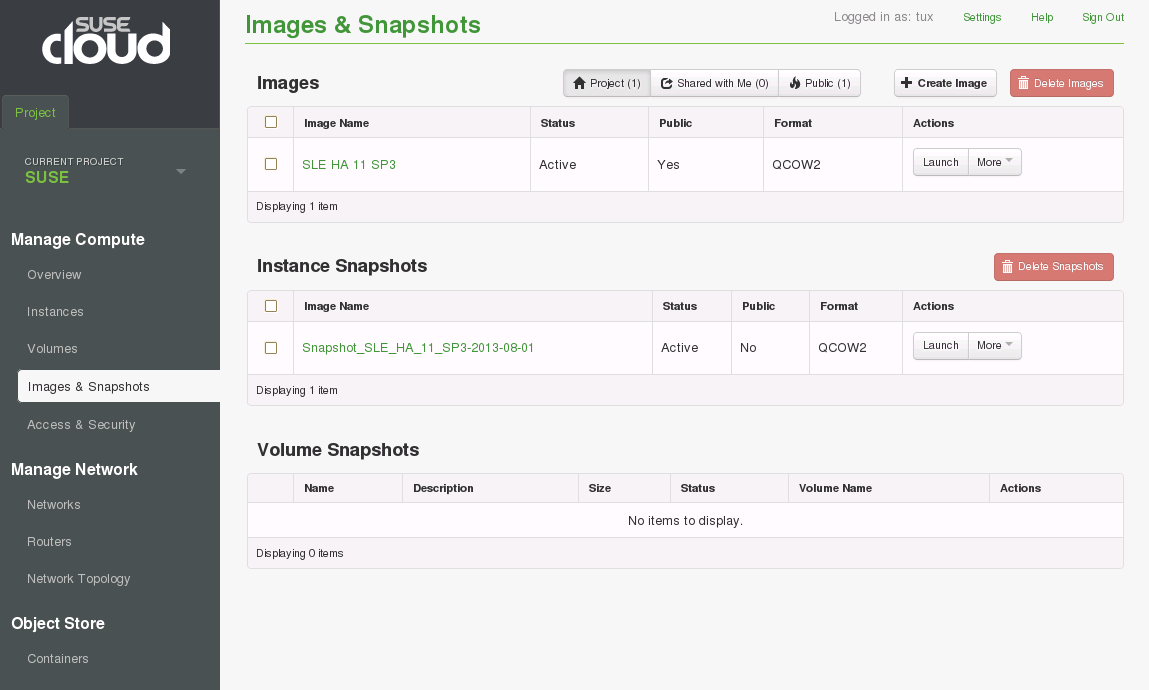 SUSE
cloud
Project
CURRENT PROJECT
SUSE
Manage Compute
Overview
Instances
Volumes
Images & Snapshots
Access & Security
Manage Network
Networks
Routers
Network Topology
Object Store
Containers
Images & Snapshots
Logged in as: tux Settings Help Sign Out
Images
Project (1) Shared with Me (0) Public (1) Create Image Delete Images
Image Name Status Public Format Actions
SLE HA 11 SP3 Active Yes QCOW2 Launch More
Displaying 1 item
Instance Snapshots
Delete Snapshots
Image Name Status Public Format Actions
Snapshot_SLE_HA_11_SP3-2013-08-01 Active No QCOW2 Launch More
Displaying 1 item
Volume Snapshots
Name Description Size Status Volume Name Actions
No items to display.
Displaying 0 items